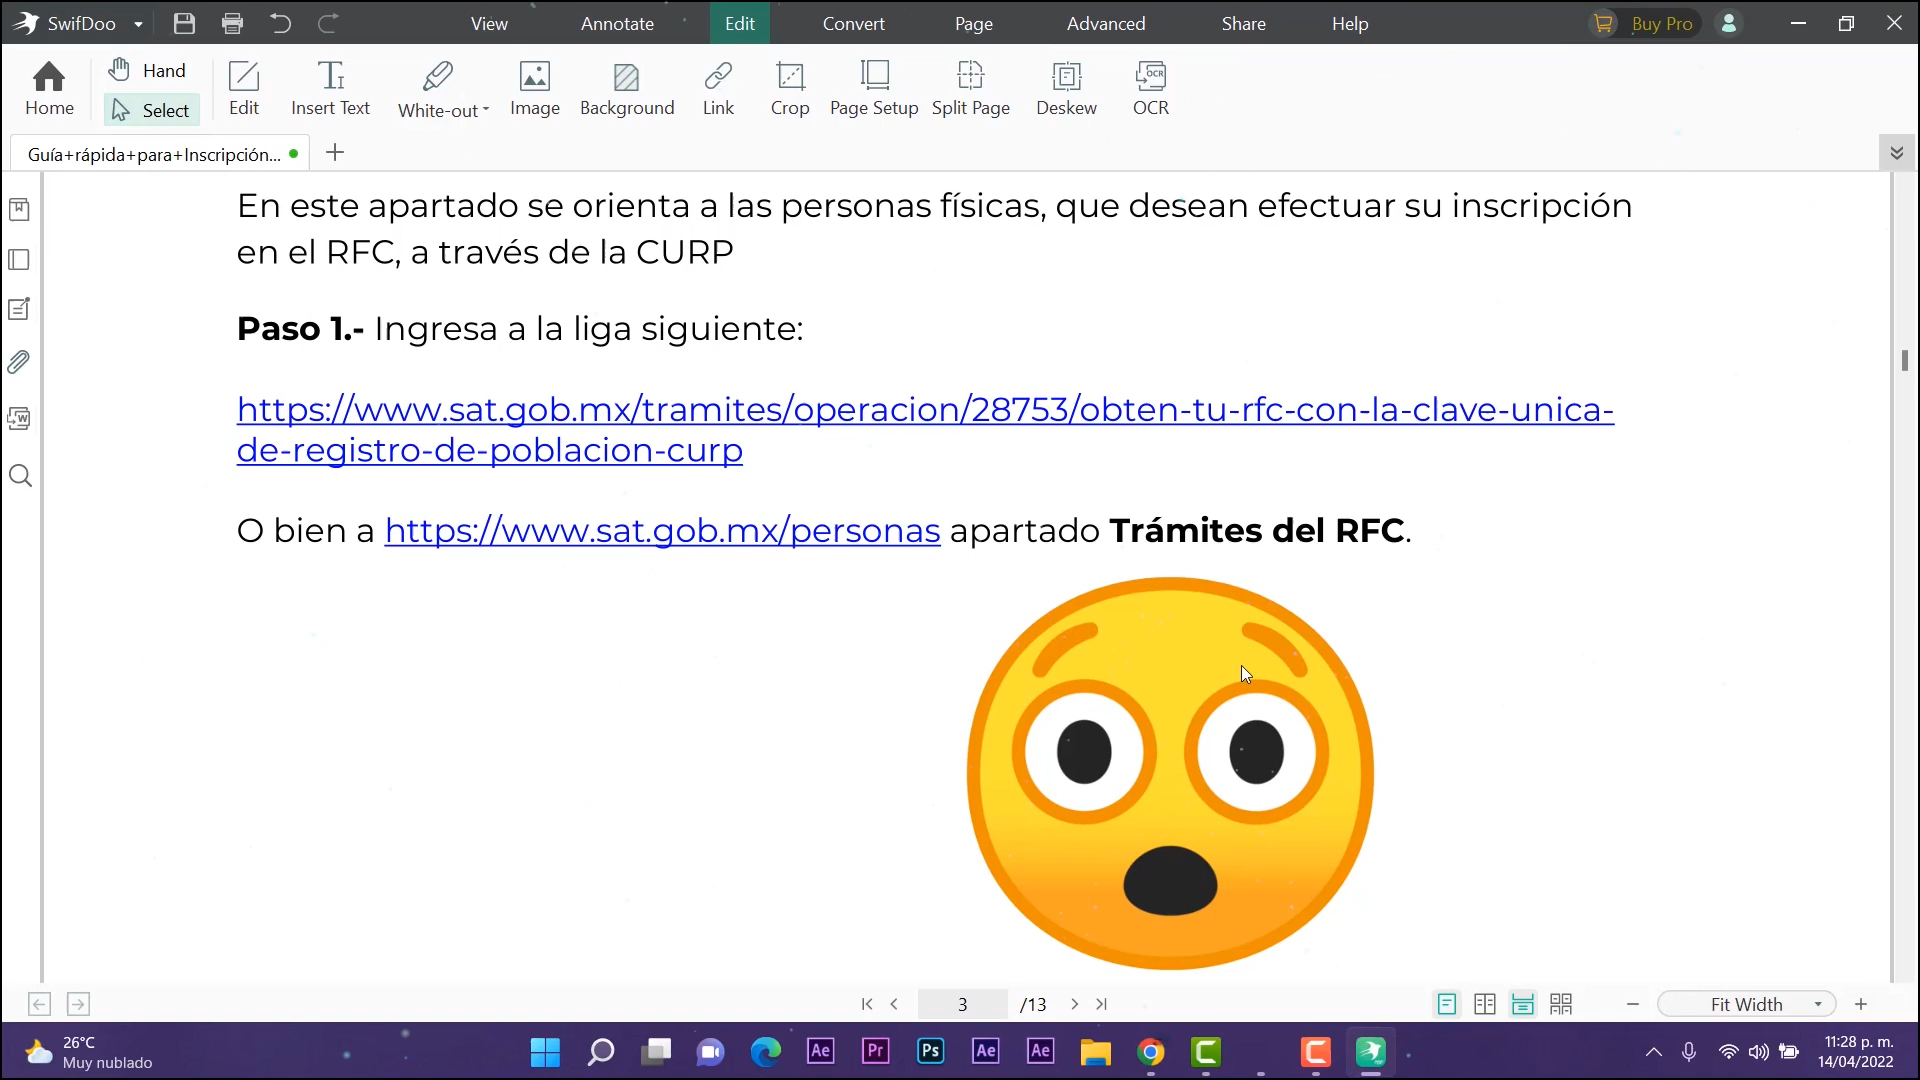 SwifDoo
View Annotate Edit Convert Page Advanced Share Help
Buy Pro
Home
Hand
Select
Edit Insert Text White-out Image Background Link Crop Page Setup Split Page Deskew OCR
Guía+rápida+para+Inscripción...
En este apartado se orienta a las personas físicas, que desean efectuar su inscripción
en el RFC, a través de la CURP
Paso 1.- Ingresa a la liga siguiente:
https://www.sat.gob.mx/tramites/operacion/28753/obten-tu-rfc-con-la-clave-unica-
de-registro-de-poblacion-curp
O bien a https://www.sat.gob.mx/personas apartado Trámites del RFC.
3 /13
Fit Width
26°C
Muy nublado
Ae Pr Ps Ae Ae
11:28 p. m.
14/04/2022